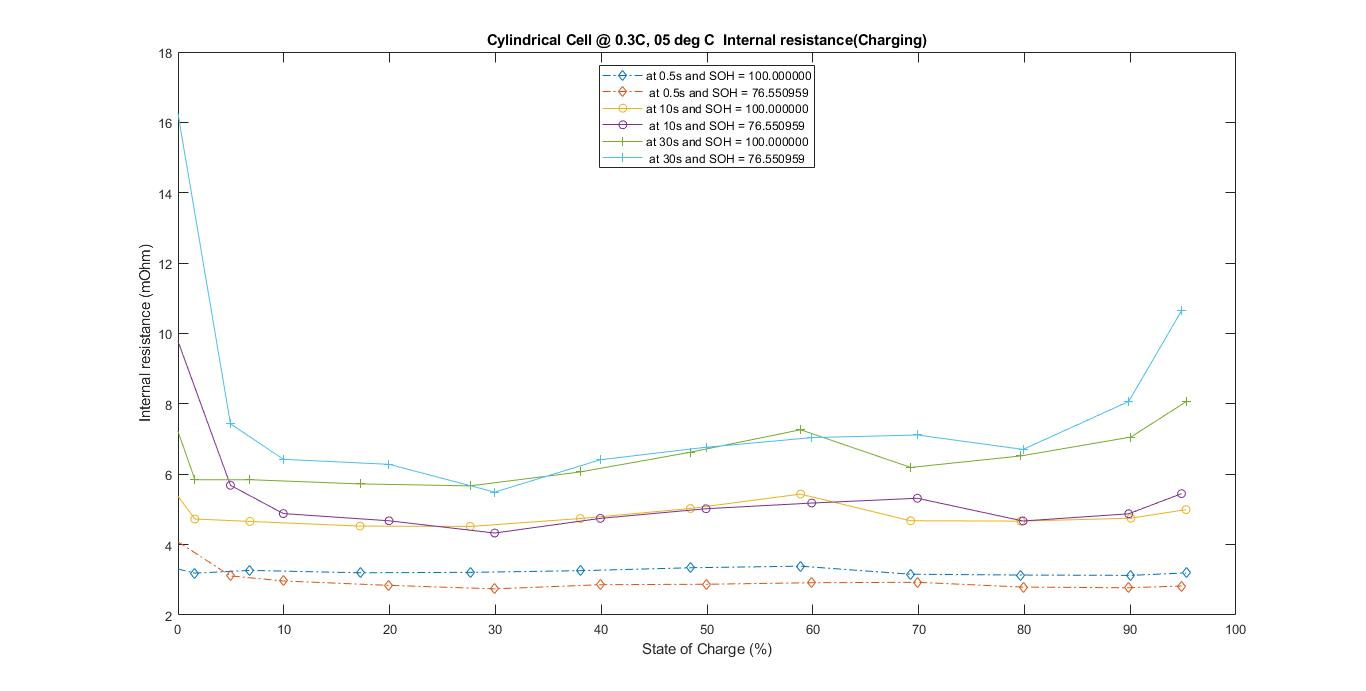 Cylindrical Cell @ 0.3C, 05 deg C  Internal resistance(Charging)
at 0.5s and SOH = 100.000000
at 0.5s and SOH = 76.550959
at 10s and SOH = 100.000000
at 10s and SOH = 76.550959
at 30s and SOH = 100.000000
at 30s and SOH = 76.550959
Internal resistance (mOhm)
18
16
14
12
10
8
6
4
2
0 10 20 30 40 50 60 70 80 90 100
State of Charge (%)